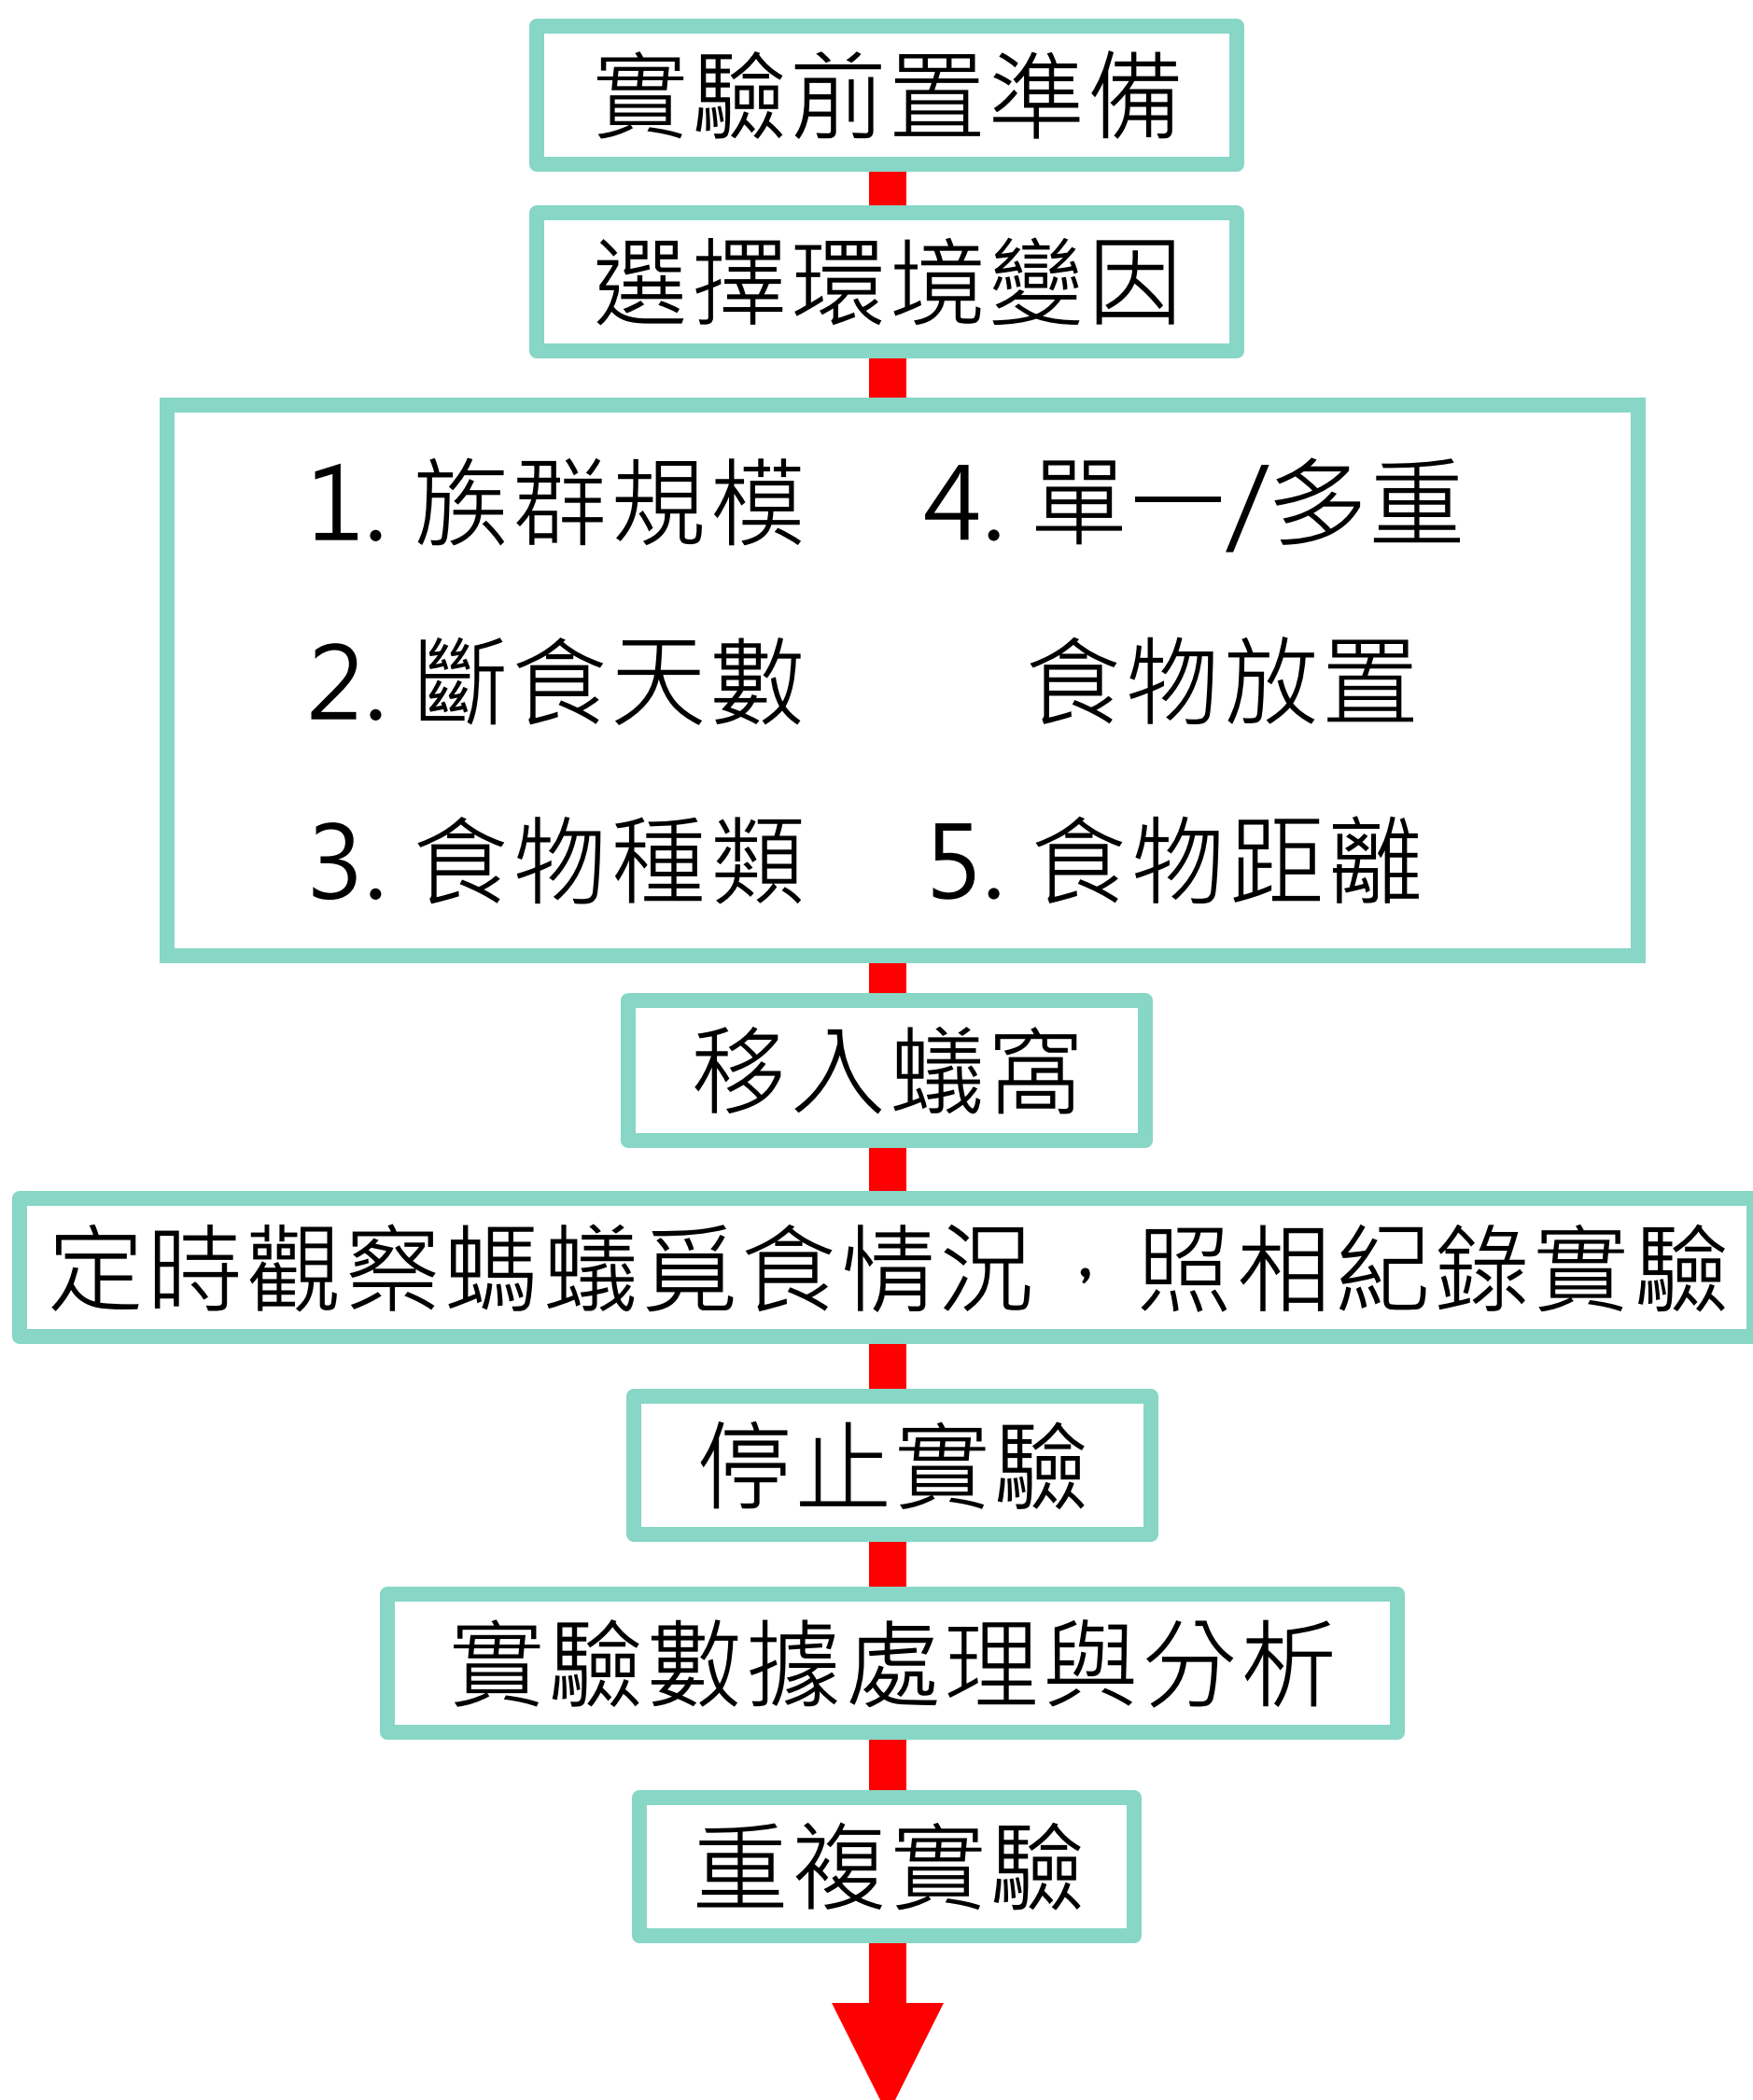 實驗前置準備
選擇環境變因
1. 族群規模
2. 斷食天數
3. 食物種類
4. 單一/多重
食物放置
5. 食物距離
移入蟻窩
定時觀察螞蟻覓食情況，照相紀錄實驗
停止實驗
實驗數據處理與分析
重複實驗